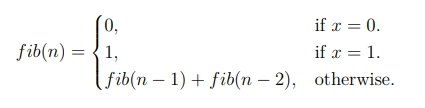 0, if x = 0.
fib(n) = 1, if x = 1.
fib(n − 1) + fib(n − 2), otherwise.